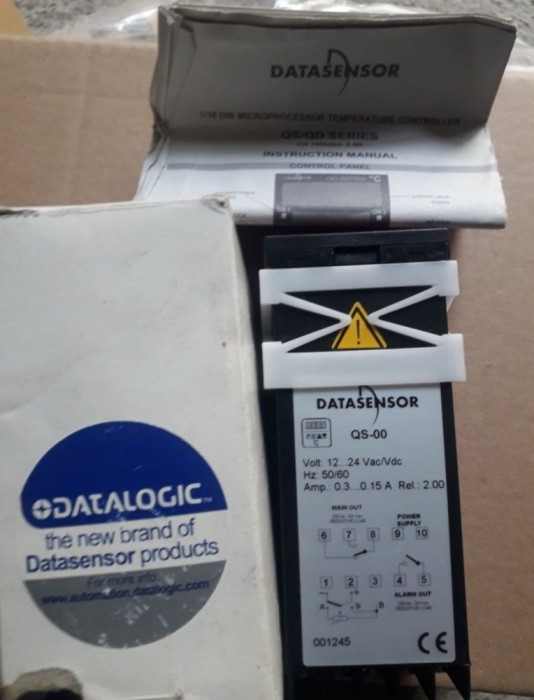 DATASENSOR
1/16 DIN MICROPROCESSOR TEMPERATURE CONTROLLER
QS/QD SERIES
INSTRUCTION MANUAL
CONTROL PANEL
°C
DATASENSOR
QS-00
°C
Volt: 12...24 Vac/Vdc
Hz: 50/60
Amp.: 0.3...0.15 A Rel.: 2.00
MAIN OUT
POWER
SUPPLY
6 7 8 9 10
1 2 3 4 5
A B B
ALARM OUT
001245
CE
DATALOGIC™
the new brand of
Datasensor products
For more info:
www.automation.datalogic.com